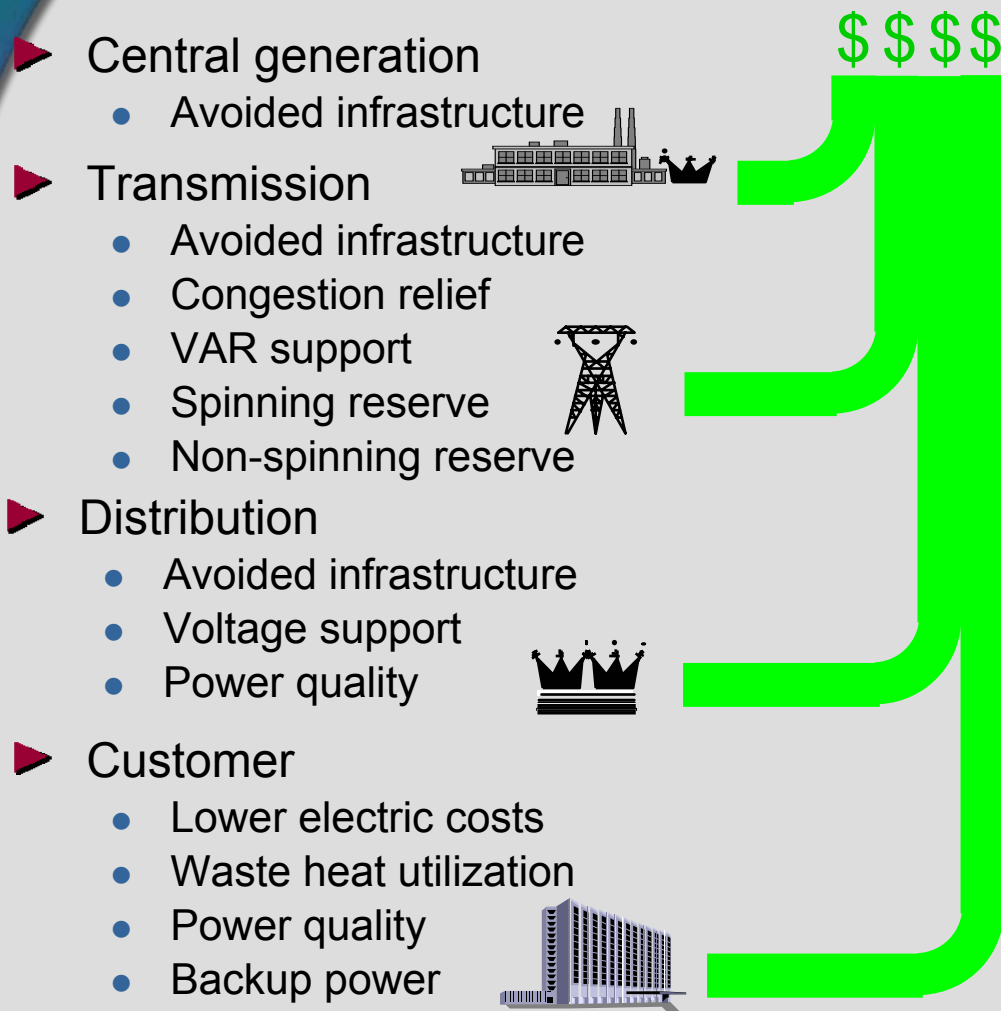 $ $ $ $
Central generation
Avoided infrastructure
Transmission
Avoided infrastructure
Congestion relief
VAR support
Spinning reserve
Non-spinning reserve
Distribution
Avoided infrastructure
Voltage support
Power quality
Customer
Lower electric costs
Waste heat utilization
Power quality
Backup power